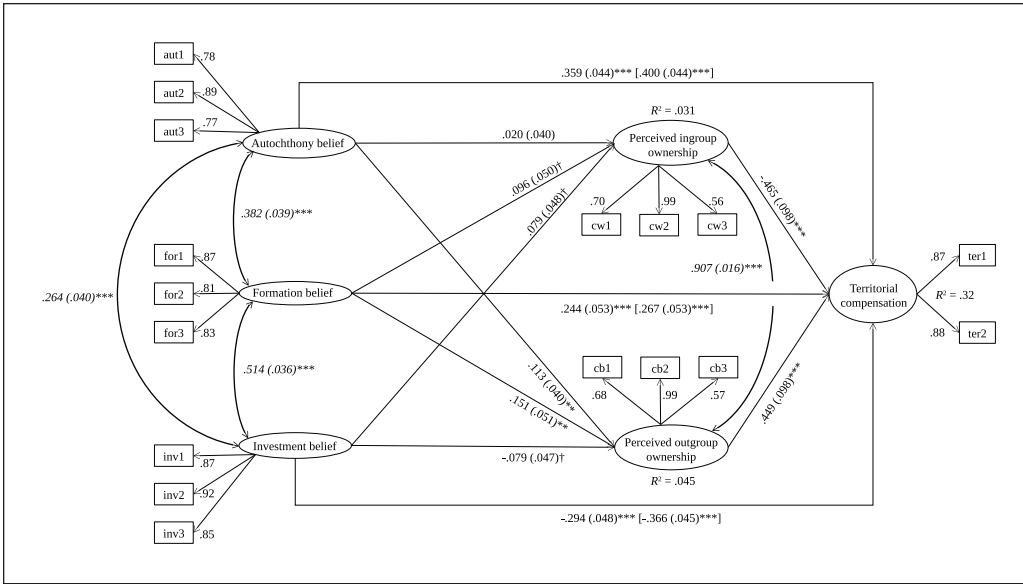 aut1
.78
aut2
.89
aut3
.77
Autochthony belief
.359 (.044)*** [.400 (.044)***]
R² = .031
Perceived ingroup
ownership
.020 (.040)
.096 (.050)†
.079 (.048)†
.70
.99
.56
cw1
cw2
cw3
-.465 (.098)***
.382 (.039)***
.907 (.016)***
.264 (.040)***
for1
.87
for2
.81
for3
.83
Formation belief
.244 (.053)*** [.267 (.053)***]
Territorial
compensation
.87
ter1
R² = .32
.88
ter2
.514 (.036)***
.113 (.040)**
.151 (.051)**
cb1
cb2
cb3
.68
.99
.57
.449 (.098)***
Investment belief
-.079 (.047)†
Perceived outgroup
ownership
R² = .045
inv1
.87
inv2
.92
inv3
.85
-.294 (.048)*** [-.366 (.045)***]